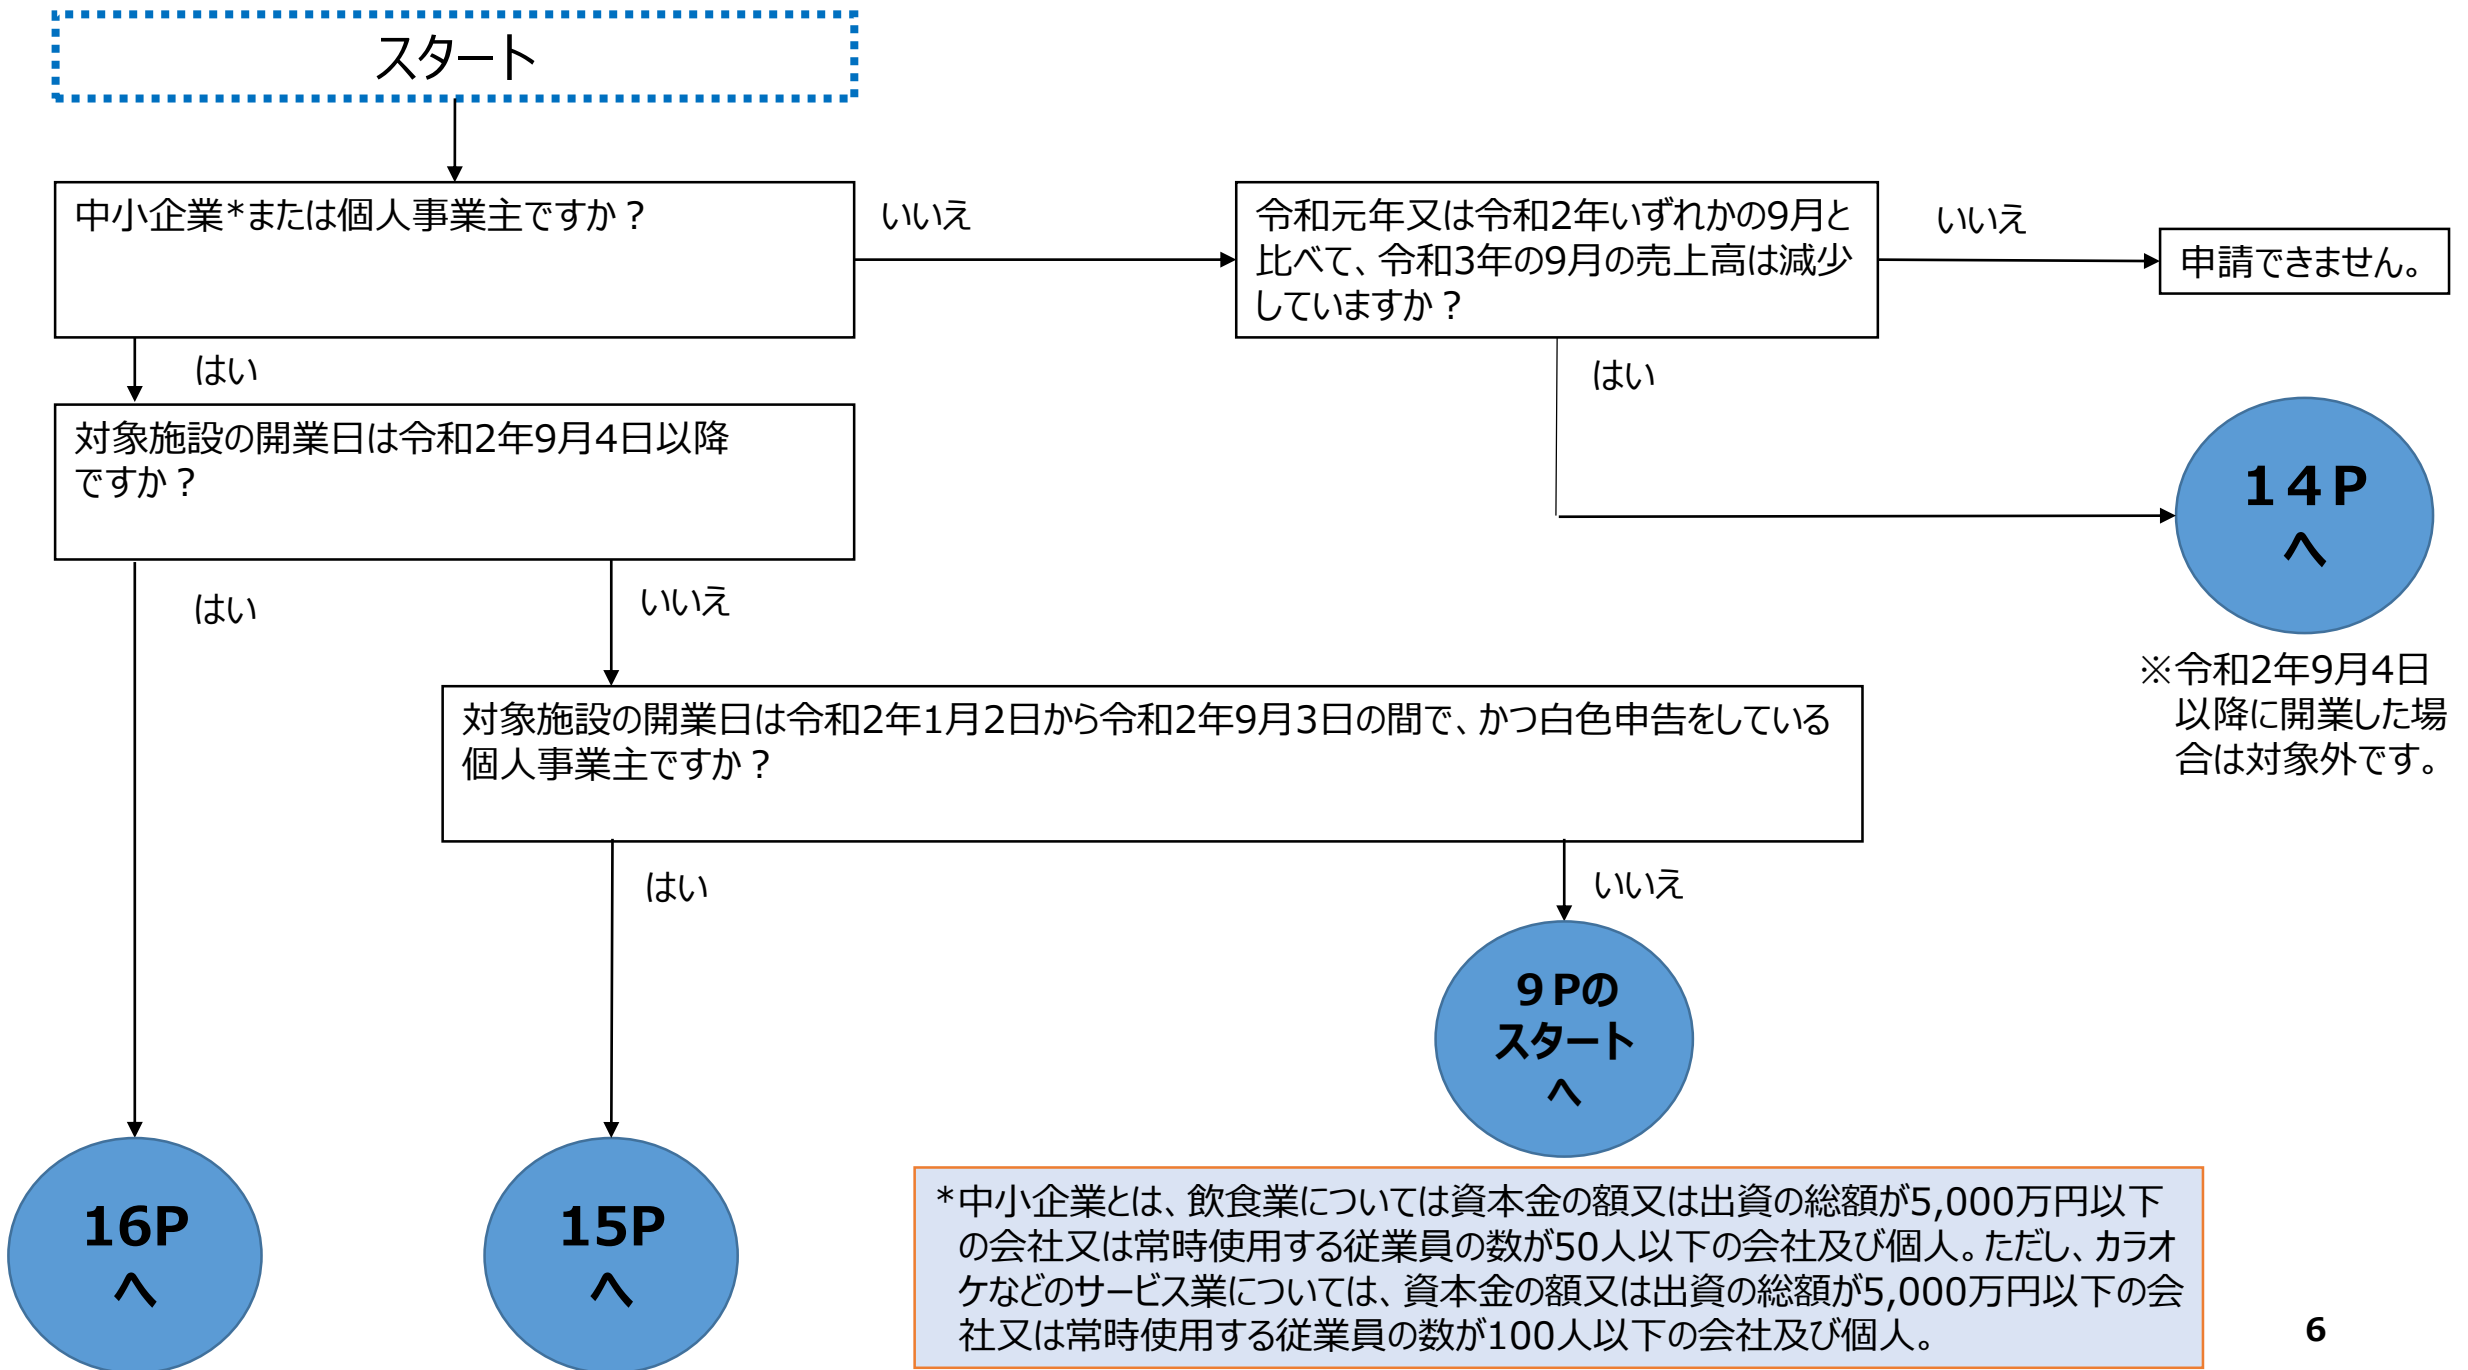 スタート
中小企業*または個人事業主ですか？
いいえ
令和元年又は令和2年いずれかの9月と
比べて、令和3年の9月の売上高は減少
していますか？
いいえ
申請できません。
はい
はい
対象施設の開業日は令和2年9月4日以降
ですか？
１４Ｐ
へ
※令和2年9月4日
以降に開業した場
合は対象外です。
はい
いいえ
対象施設の開業日は令和2年1月2日から令和2年9月3日の間で、かつ白色申告をしている
個人事業主ですか？
はい
いいえ
９Ｐの
スタート
へ
16P
へ
15P
へ
*中小企業とは、飲食業については資本金の額又は出資の総額が5,000万円以下
の会社又は常時使用する従業員の数が50人以下の会社及び個人。ただし、カラオ
ケなどのサービス業については、資本金の額又は出資の総額が5,000万円以下の会
社又は常時使用する従業員の数が100人以下の会社及び個人。
6